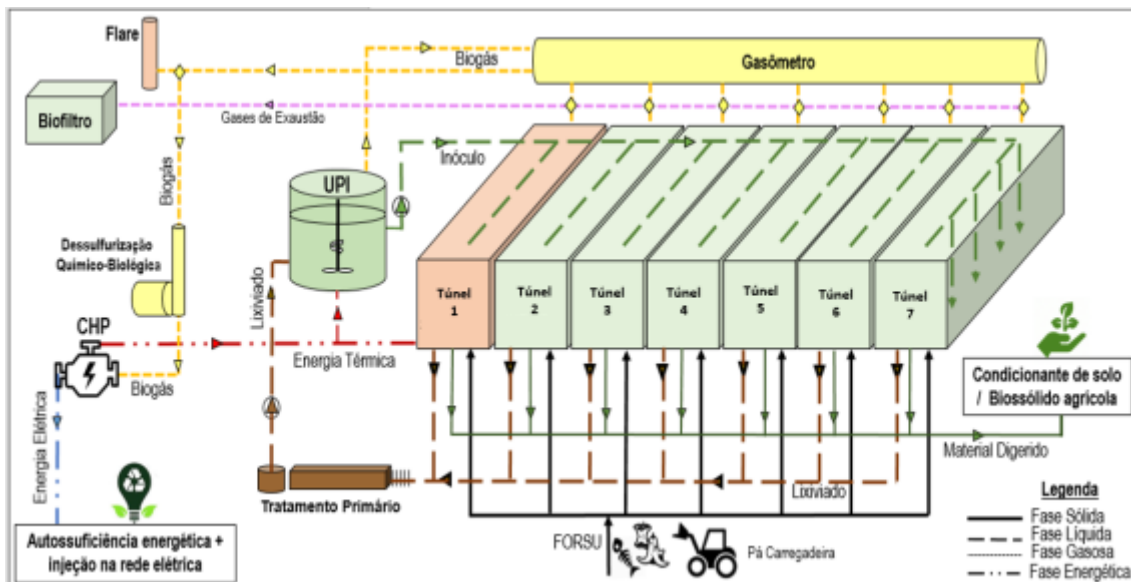 Flare
Biogás
Gasômetro
Biofiltro
Gases de Exaustão
Inóculo
UPI
Biogás
Dessulfurização
Químico-Biológica
Lixiviado
Túnel
1
Túnel
2
Túnel
3
Túnel
4
Túnel
5
Túnel
6
Túnel
7
CHP
Energia Térmica
Biogás
Condicionante de solo
/ Biossólido agrícola
Energia Elétrica
Material Digerido
Tratamento Primário
Lixiviado
Legenda
Fase Sólida
Fase Líquida
Fase Gasosa
Fase Energética
Autossuficiência energética +
injeção na rede elétrica
FORSU
Pá Carregadeira